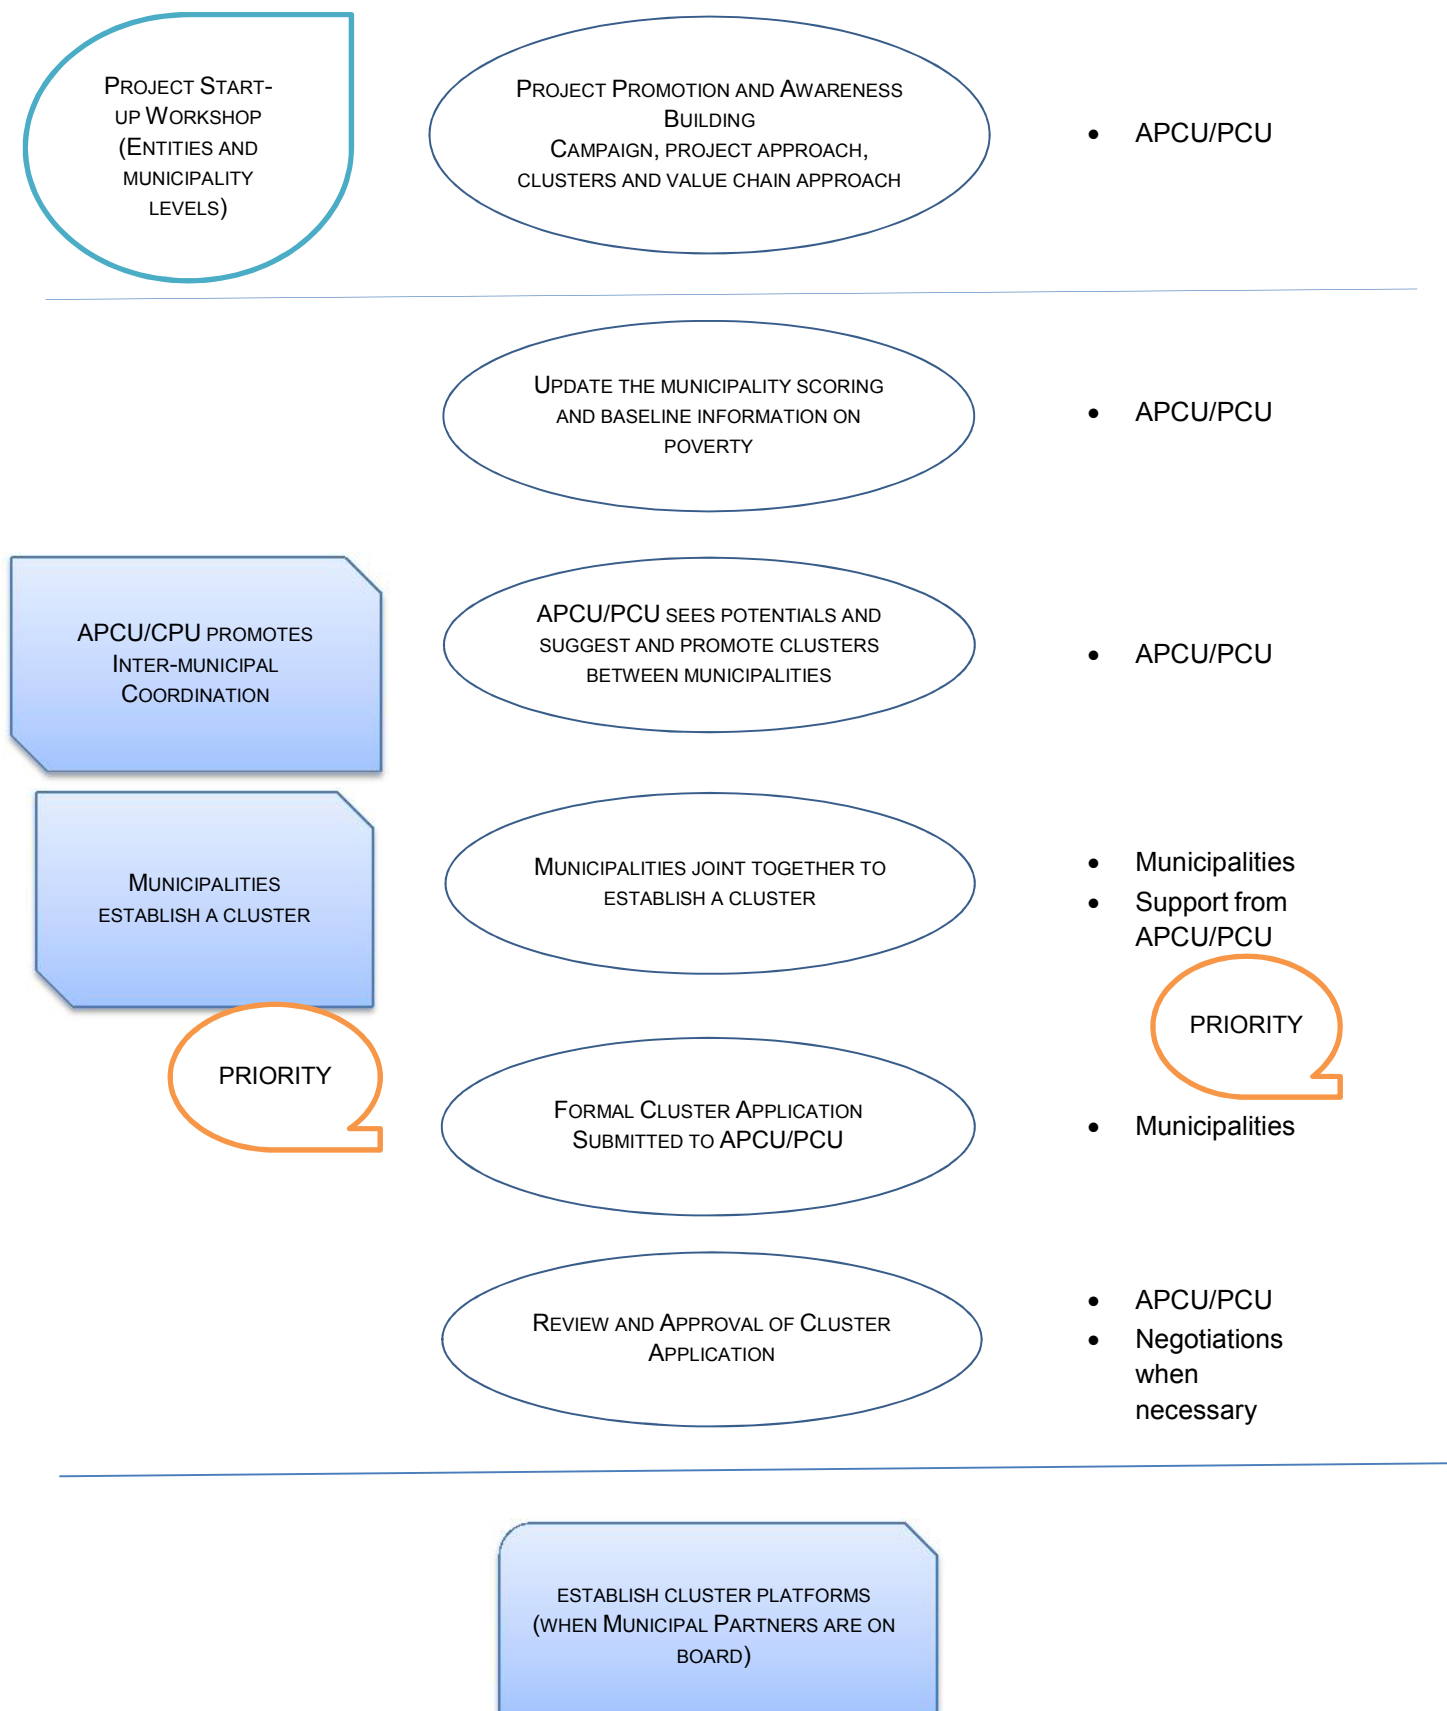 PROJECT START-
UP WORKSHOP
(ENTITIES AND
MUNICIPALITY
LEVELS)
PROJECT PROMOTION AND AWARENESS
BUILDING
CAMPAIGN, PROJECT APPROACH,
CLUSTERS AND VALUE CHAIN APPROACH
• APCU/PCU
UPDATE THE MUNICIPALITY SCORING
AND BASELINE INFORMATION ON
POVERTY
• APCU/PCU
APCU/CPU PROMOTES
INTER-MUNICIPAL
COORDINATION
APCU/PCU SEES POTENTIALS AND
SUGGEST AND PROMOTE CLUSTERS
BETWEEN MUNICIPALITIES
• APCU/PCU
MUNICIPALITIES
ESTABLISH A CLUSTER
MUNICIPALITIES JOINT TOGETHER TO
ESTABLISH A CLUSTER
• Municipalities
• Support from
APCU/PCU
PRIORITY
PRIORITY
FORMAL CLUSTER APPLICATION
SUBMITTED TO APCU/PCU
• Municipalities
REVIEW AND APPROVAL OF CLUSTER
APPLICATION
• APCU/PCU
• Negotiations
when
necessary
ESTABLISH CLUSTER PLATFORMS
(WHEN MUNICIPAL PARTNERS ARE ON
BOARD)